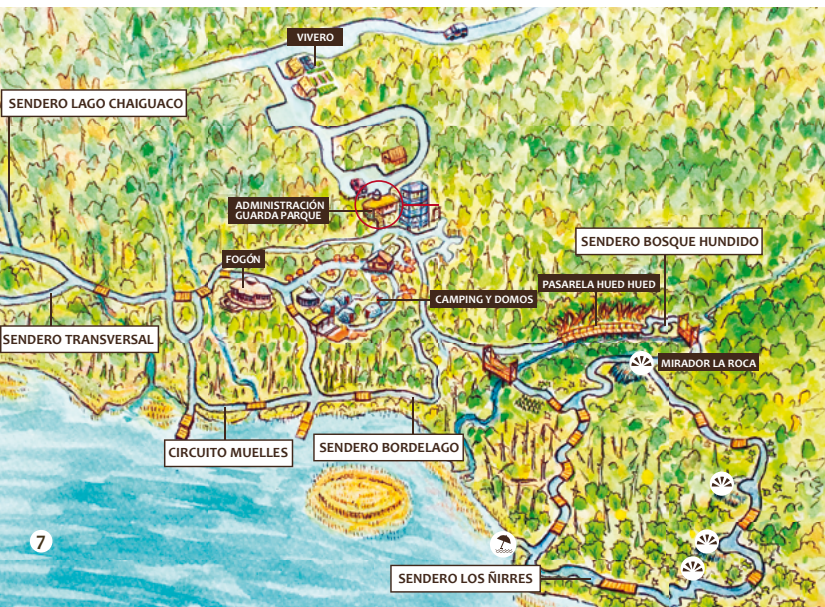 VIVERO
SENDERO LAGO CHAIGUACO
ADMINISTRACIÓN
GUARDA PARQUE
SENDERO BOSQUE HUNDIDO
FOGÓN
PASARELA HUED HUED
CAMPING Y DOMOS
SENDERO TRANSVERSAL
MIRADOR LA ROCA
CIRCUITO MUELLES
SENDERO BORDELAGO
7
SENDERO LOS ÑIRRES